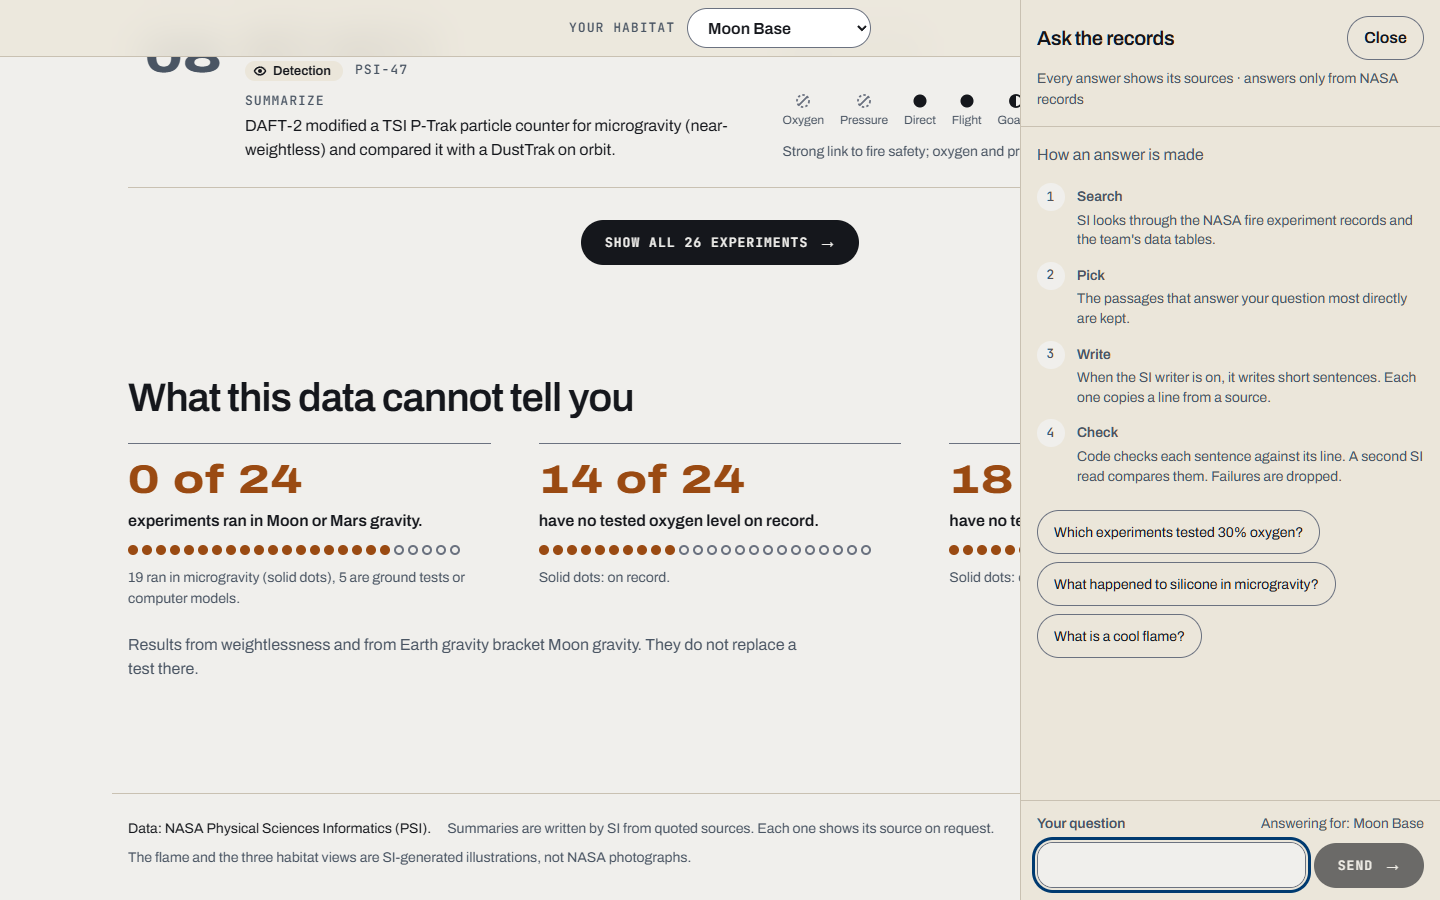 YOUR HABITAT
Moon Base
08
Detection
PSI-47
SUMMARIZE
DAFT-2 modified a TSI P-Trak particle counter for microgravity (near-
weightless) and compared it with a DustTrak on orbit.
Oxygen
Pressure
Direct
Flight
Goa
Strong link to fire safety; oxygen and pr
SHOW ALL 26 EXPERIMENTS →
What this data cannot tell you
0 of 24
experiments ran in Moon or Mars gravity.
19 ran in microgravity (solid dots), 5 are ground tests or
computer models.
14 of 24
have no tested oxygen level on record.
Solid dots: on record.
18
have no te
Solid dots:
Results from weightlessness and from Earth gravity bracket Moon gravity. They do not replace a
test there.
Data: NASA Physical Sciences Informatics (PSI).
Summaries are written by SI from quoted sources. Each one shows its source on request.
The flame and the three habitat views are SI-generated illustrations, not NASA photographs.
Ask the records
Close
Every answer shows its sources · answers only from NASA
records
How an answer is made
1
Search
SI looks through the NASA fire experiment records and
the team's data tables.
2
Pick
The passages that answer your question most directly
are kept.
3
Write
When the SI writer is on, it writes short sentences. Each
one copies a line from a source.
4
Check
Code checks each sentence against its line. A second SI
read compares them. Failures are dropped.
Which experiments tested 30% oxygen?
What happened to silicone in microgravity?
What is a cool flame?
Your question
Answering for: Moon Base
SEND →